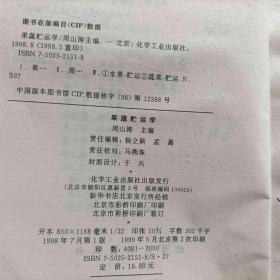 图书在版编目(CIP)数据
果蔬贮运学/周山涛主编. —北京: 化学工业出版社,
1998.8 (1999.5重印)
ISBN 7-5025-2151-8
Ⅰ.果… Ⅱ.周… Ⅲ.①水果-贮运②蔬菜-贮运 Ⅳ.
S37
中国版本图书馆CIP数据核字(98)第12388号
果蔬贮运学
周山涛 主编
责任编辑: 杨立新 孟嘉
责任校对: 马燕珠
封面设计: 于兵
化学工业出版社出版发行
(北京市朝阳区惠新里3号 邮政编码100029)
新华书店北京发行所经销
北京市彩桥印刷厂印刷
北京市彩桥印刷厂装订
开本 850×1168毫米 1/32 印张 10¾ 字数 302千字
1998年7月第1版 1999年5月北京第2次印刷
印数: 4001—7000
ISBN 7-5025-2151-8/S·27
定价: 19.80元